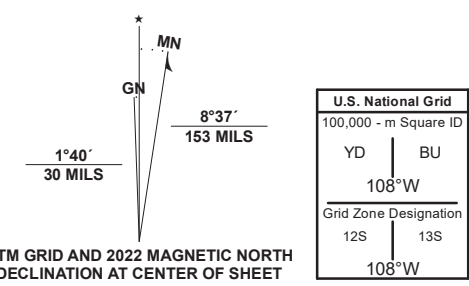 ★
MN
GN
8°37´
153 MILS
1°40´
30 MILS
TM GRID AND 2022 MAGNETIC NORTH
DECLINATION AT CENTER OF SHEET
U.S. National Grid
100,000 - m Square ID
YD BU
108°W
Grid Zone Designation
12S 13S
108°W